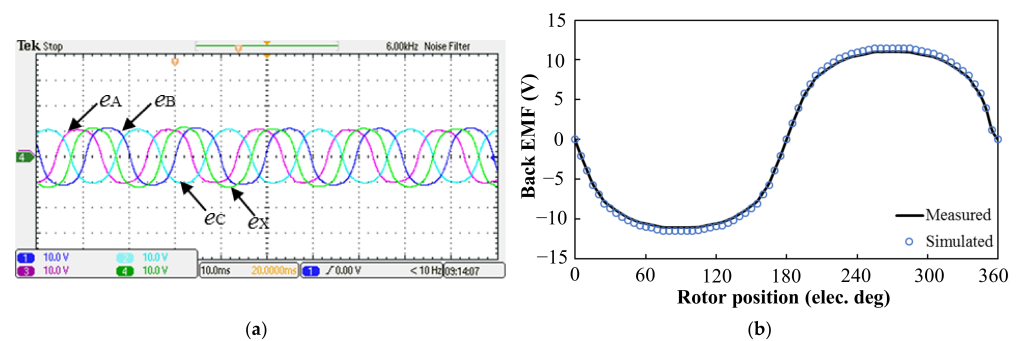 Tek Stop 6.00kHz Noise Filter
eA eB
4
eC eX
1 10.0 V 2 10.0 V
3 10.0 V 4 10.0 V
10.0ms 20.0000ms 1 / 0.00 V < 10 Hz 09:14:07
(a)
Back EMF (V)
15
10
5
0
−5
−10
−15
Measured
Simulated
0 60 120 180 240 300 360
Rotor position (elec. deg)
(b)